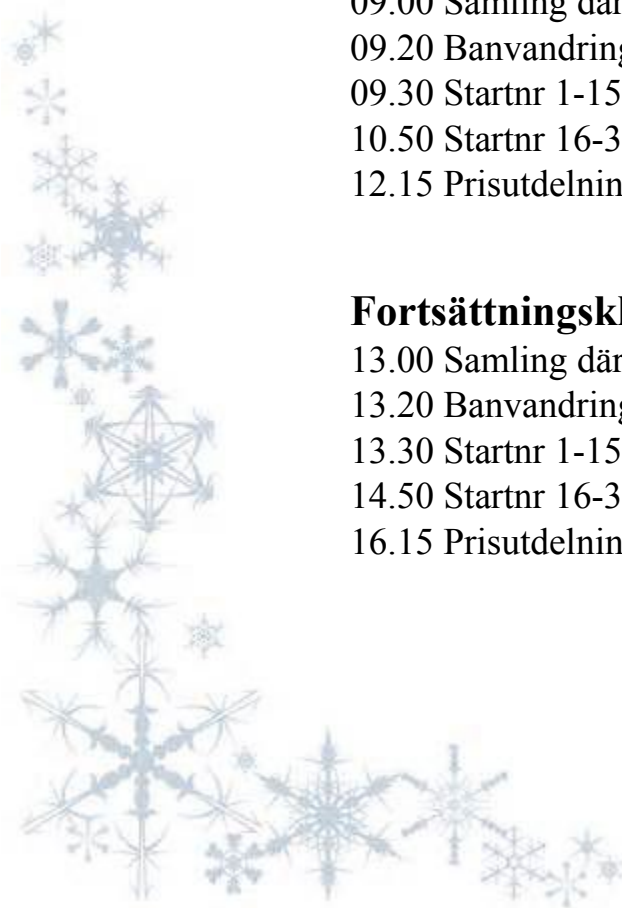 09.00 Samling där
09.20 Banvandring
09.30 Startnr 1-15
10.50 Startnr 16-3
12.15 Prisutdelnin
Fortsättningskl
13.00 Samling där
13.20 Banvandring
13.30 Startnr 1-15
14.50 Startnr 16-3
16.15 Prisutdelnin